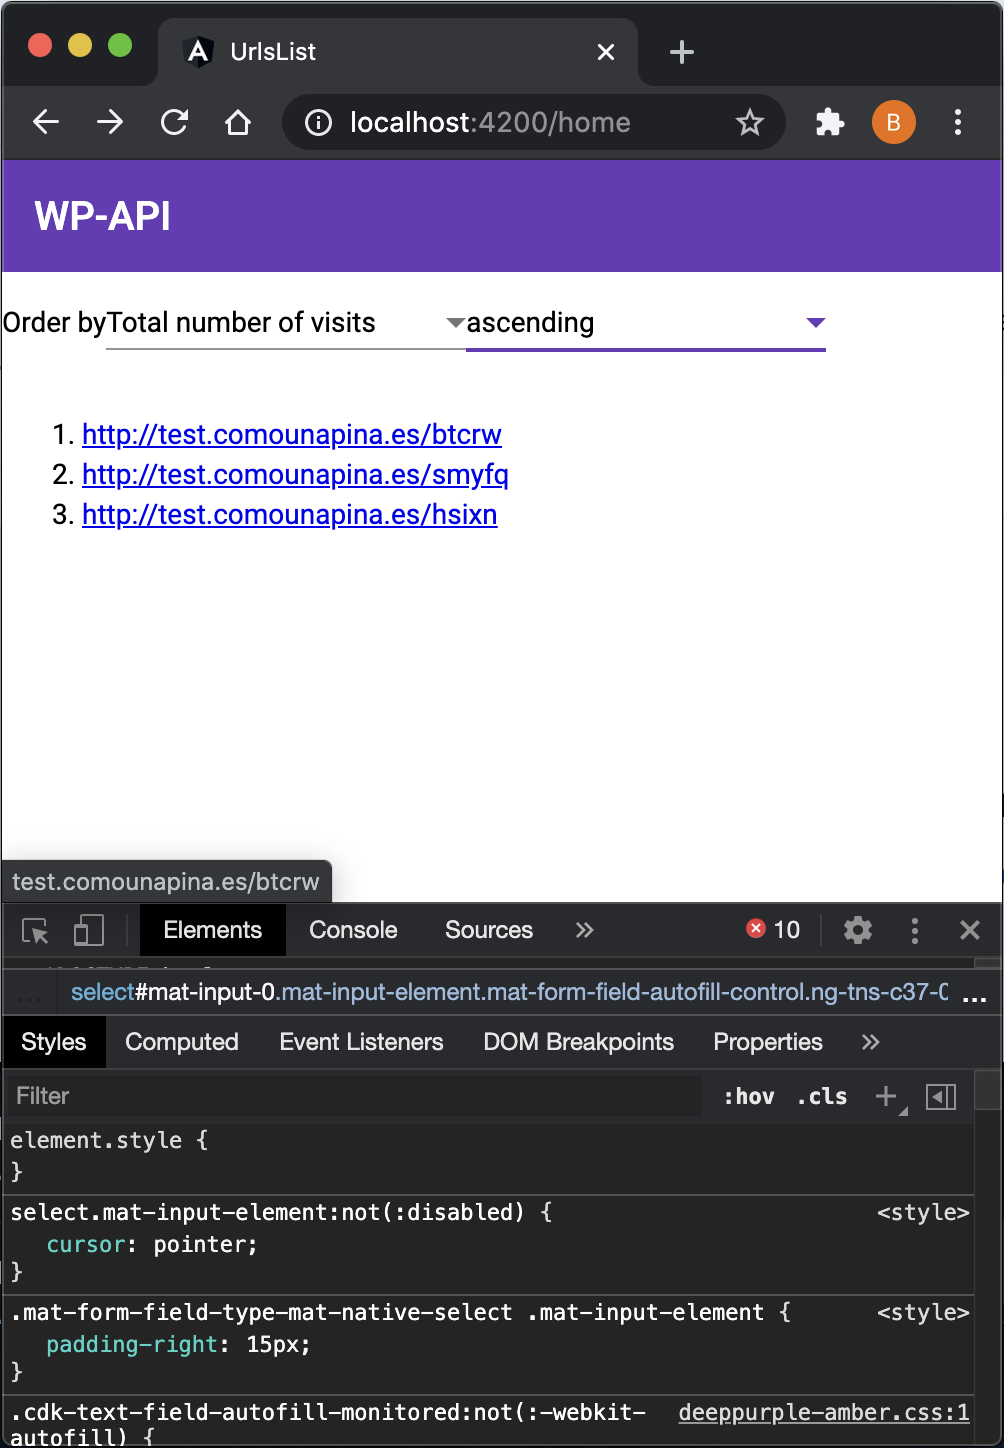 UrlsList
localhost:4200/home
B
WP-API
Order by Total number of visits ascending
1. http://test.comounapina.es/btcrw
2. http://test.comounapina.es/smyfq
3. http://test.comounapina.es/hsixn
test.comounapina.es/btcrw
Elements Console Sources » 10
... select#mat-input-0.mat-input-element.mat-form-field-autofill-control.ng-tns-c37-0 ...
Styles Computed Event Listeners DOM Breakpoints Properties »
Filter :hov .cls
element.style {
}
select.mat-input-element:not(:disabled) { <style>
cursor: pointer;
}
.mat-form-field-type-mat-native-select .mat-input-element { <style>
padding-right: 15px;
}
.cdk-text-field-autofill-monitored:not(:-webkit- deeppurple-amber.css:1
autofill) {